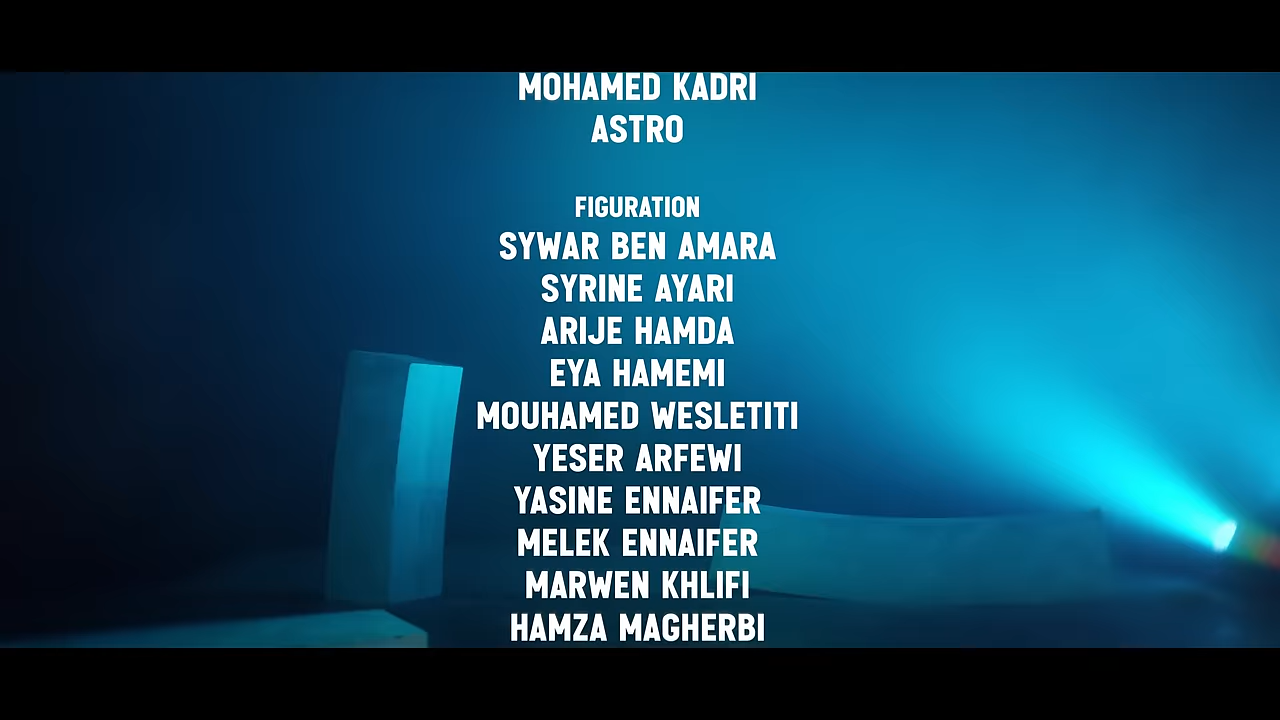 MOHAMED KADRI
ASTRO
FIGURATION
SYWAR BEN AMARA
SYRINE AYARI
ARIJE HAMDA
EYA HAMEMI
MOUHAMED WESLETITI
YESER ARFEWI
YASINE ENNAIFER
MELEK ENNAIFER
MARWEN KHLIFI
HAMZA MAGHERBI